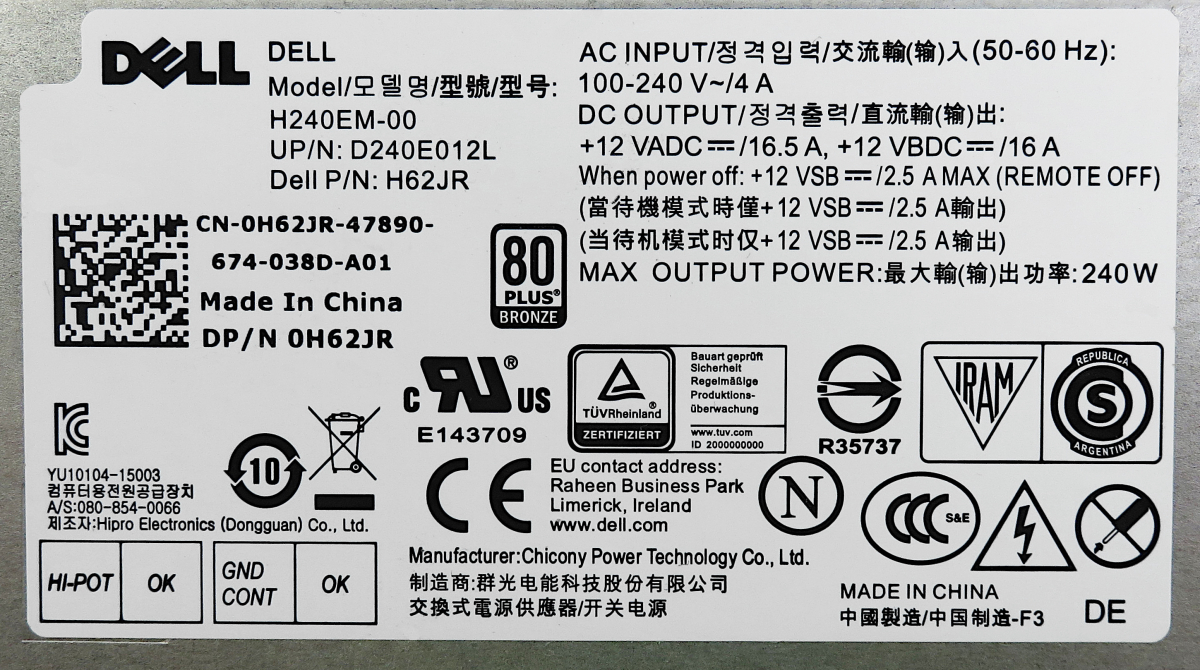 DELL
DELL
Model/모델명/型號/型号:
H240EM-00
UP/N: D240E012L
Dell P/N: H62JR
AC INPUT/정격입력/交流輸(输)入(50-60 Hz):
100-240 V~/4 A
DC OUTPUT/정격출력/直流輸(输)出:
+12 VADC⎓/16.5 A, +12 VBDC⎓/16 A
When power off: +12 VSB⎓/2.5 A MAX (REMOTE OFF)
(當待機模式時僅+12 VSB⎓/2.5 A輸出)
(当待机模式时仅+12 VSB⎓/2.5 A输出)
MAX OUTPUT POWER:最大輸(输)出功率: 240W
CN-0H62JR-47890-
674-038D-A01
Made In China
DP/N 0H62JR
80
PLUS®
BRONZE
c RU ® US
E143709
TÜVRheinland®
ZERTIFIZIERT
Bauart geprüft
Sicherheit
Regelmäßige
Produktions-
überwachung
www.tuv.com
ID 2000000000
R35737
IRAM
REPUBLICA
S
ARGENTINA
KC
YU10104-15003
컴퓨터용전원공급장치
A/S:080-854-0066
제조자:Hipro Electronics (Dongguan) Co., Ltd.
10
CE
EU contact address:
Raheen Business Park
Limerick, Ireland
www.dell.com
N
CCC S&E
HI-POT OK
GND
CONT
OK
Manufacturer:Chicony Power Technology Co., Ltd.
制造商:群光电能科技股份有限公司
交換式電源供應器/开关电源
MADE IN CHINA
中國製造/中国制造-F3
DE